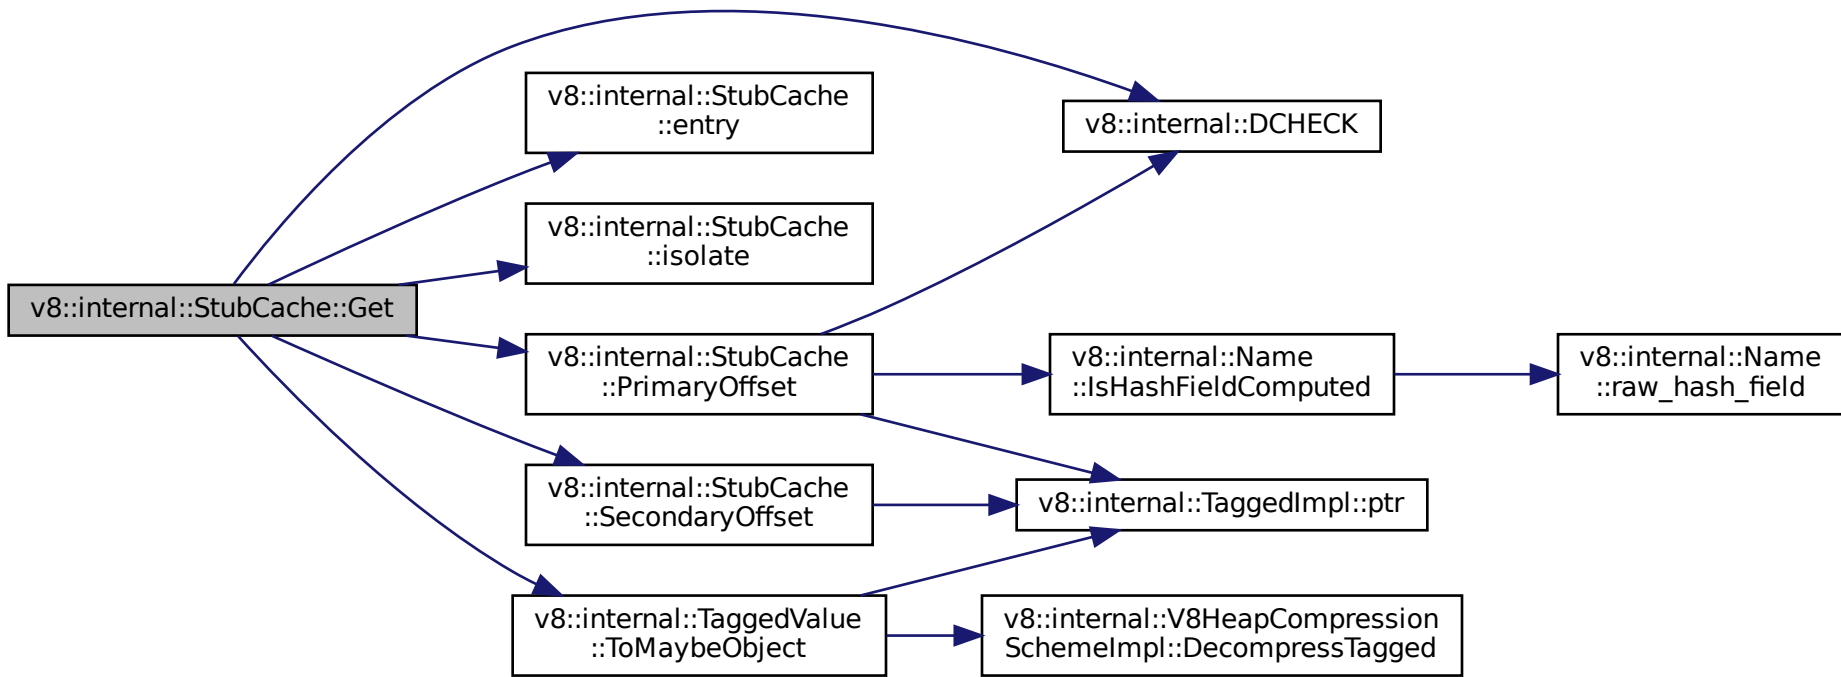 v8::internal::StubCache::Get
v8::internal::StubCache
::entry
v8::internal::StubCache
::isolate
v8::internal::StubCache
::PrimaryOffset
v8::internal::StubCache
::SecondaryOffset
v8::internal::TaggedValue
::ToMaybeObject
v8::internal::DCHECK
v8::internal::Name
::IsHashFieldComputed
v8::internal::TaggedImpl::ptr
v8::internal::V8HeapCompression
SchemeImpl::DecompressTagged
v8::internal::Name
::raw_hash_field